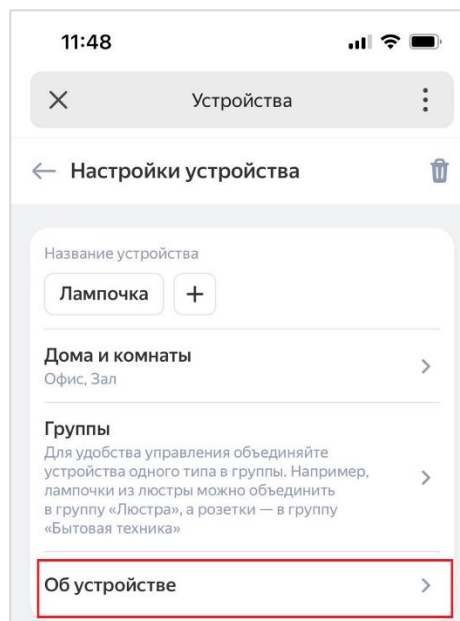 11:48
Устройства
Настройки устройства
Название устройства
Лампочка +
Дома и комнаты
Офис, Зал
Группы
Для удобства управления объединяйте
устройства одного типа в группы. Например,
лампочки из люстры можно объединить
в группу «Люстра», а розетки — в группу
«Бытовая техника»
Об устройстве